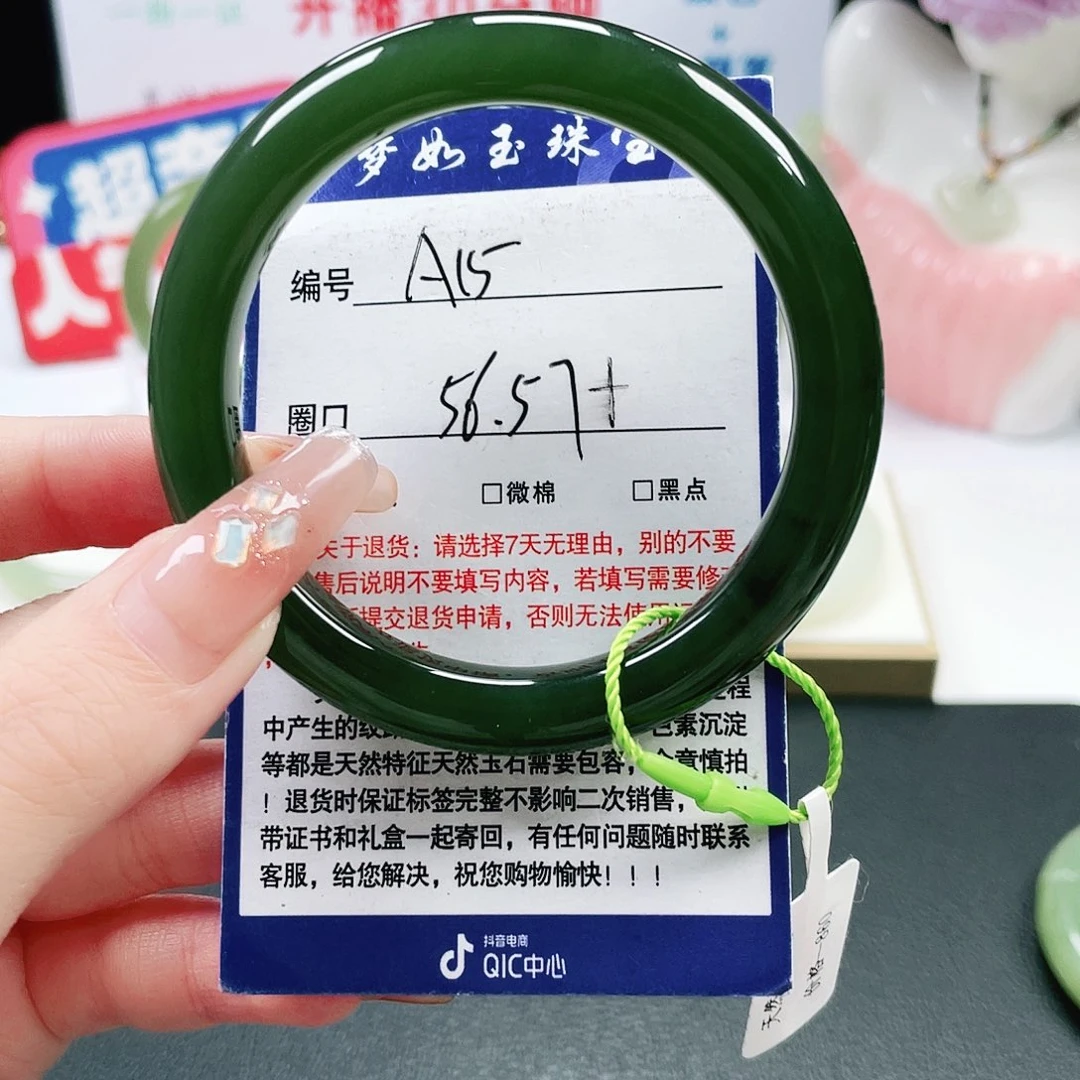 梦如玉珠宝
编号 A15
圈口 56.57+
□微棉 □黑点
关于退货：请选择7天无理由，别的不要
售后说明不要填写内容，若填写需要修
提交退货申请，否则无法使用
中产生的纹
色素沉淀
等都是天然特征天然玉石需要包容，介意慎拍
！退货时保证标签完整不影响二次销售，
带证书和礼盒一起寄回，有任何问题随时联系
客服，给您解决，祝您购物愉快！！！
抖音电商
QIC中心